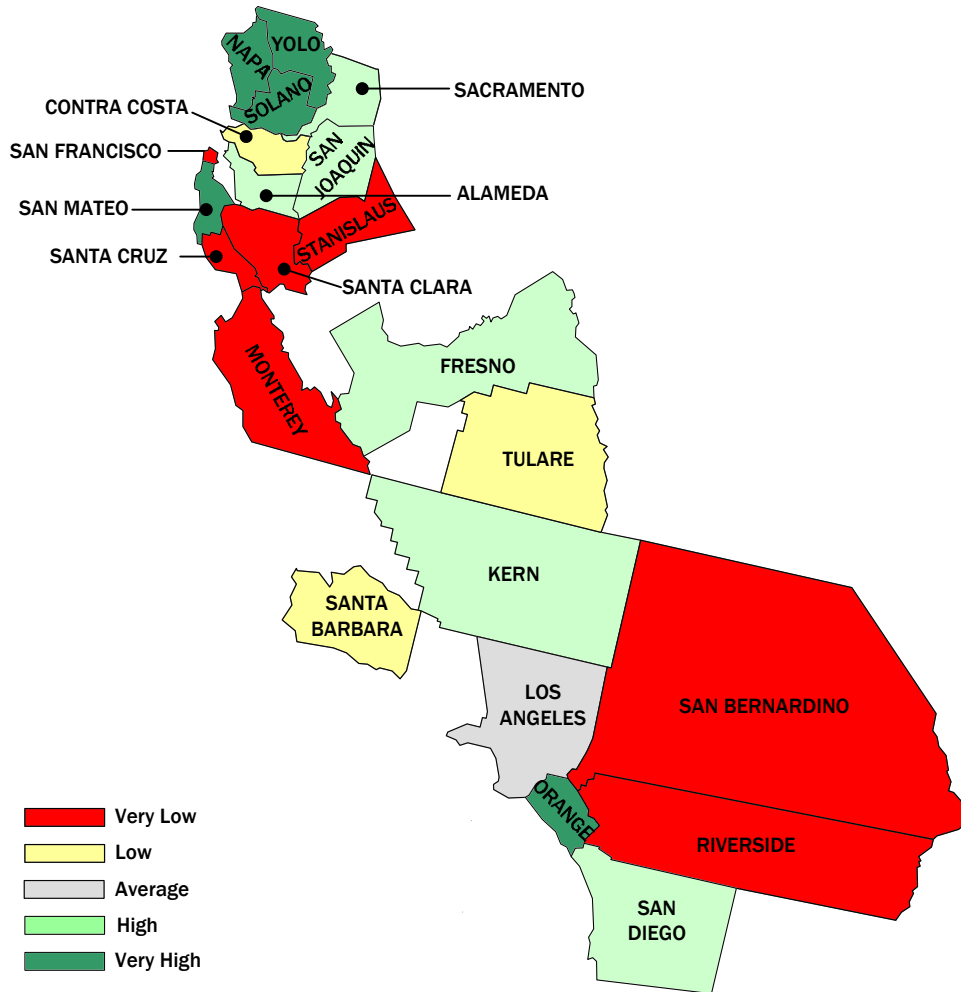 YOLO
NAPA
SOLANO
SACRAMENTO
CONTRA COSTA
SAN FRANCISCO
SAN
JOAQUIN
ALAMEDA
SAN MATEO
STANISLAUS
SANTA CRUZ
SANTA CLARA
MONTEREY
FRESNO
TULARE
KERN
SANTA
BARBARA
LOS
ANGELES
SAN BERNARDINO
ORANGE
RIVERSIDE
SAN
DIEGO
Very Low
Low
Average
High
Very High